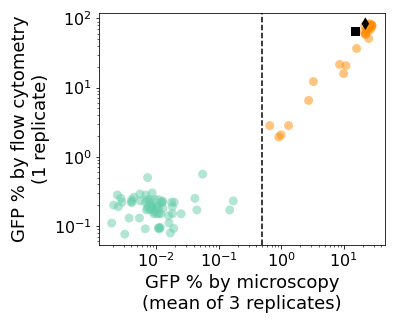 GFP % by flow cytometry
(1 replicate)
10²
10¹
10⁰
10⁻¹
10⁻² 10⁻¹ 10⁰ 10¹
GFP % by microscopy
(mean of 3 replicates)